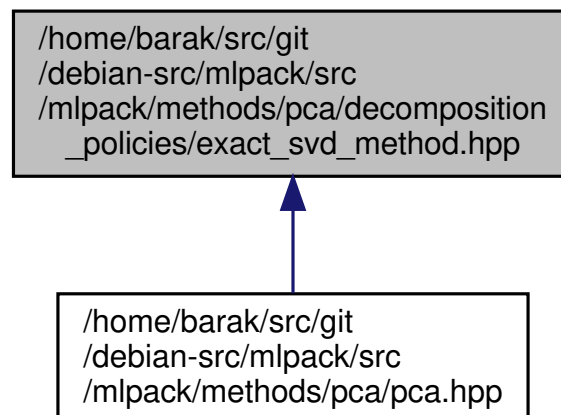 /home/barak/src/git
/debian-src/mlpack/src
/mlpack/methods/pca/decomposition
_policies/exact_svd_method.hpp
/home/barak/src/git
/debian-src/mlpack/src
/mlpack/methods/pca/pca.hpp